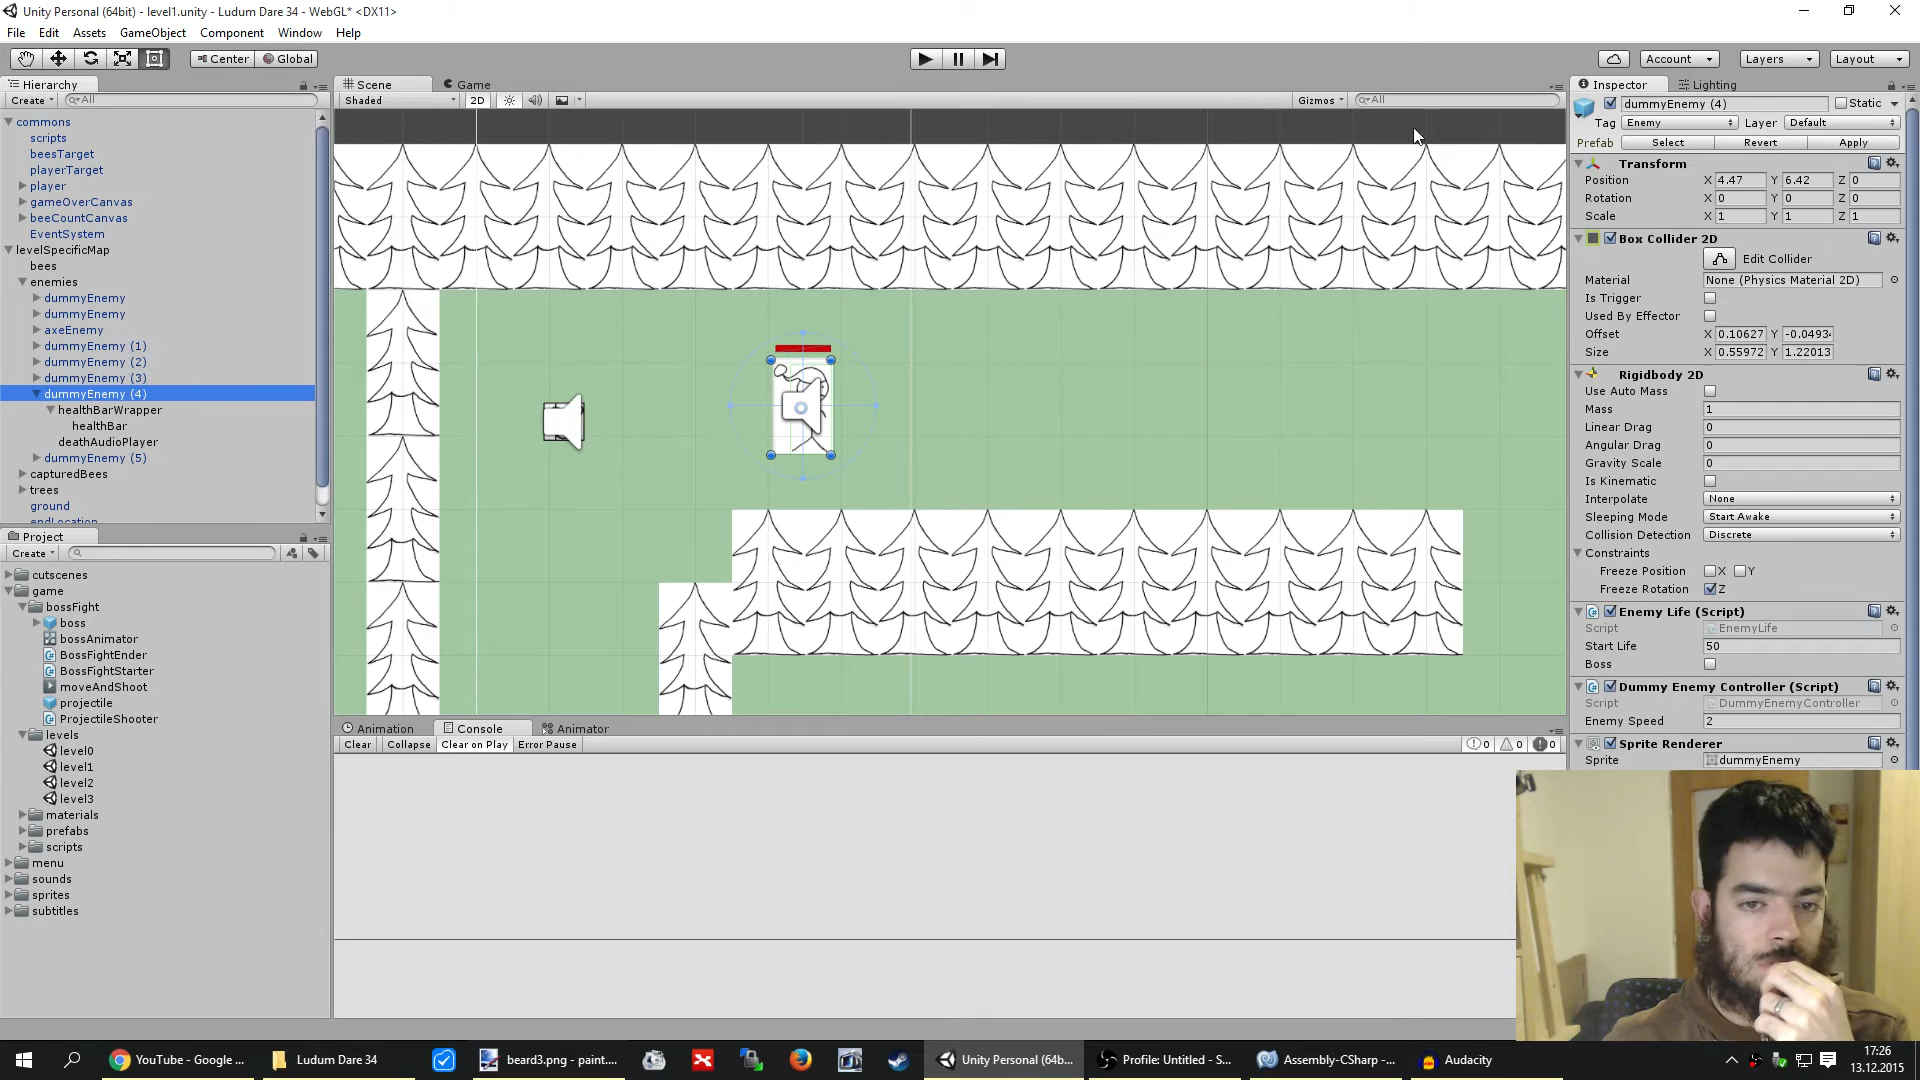 Unity Personal (64bit) - level1.unity - Ludum Dare 34 - WebGL* <DX11>
File Edit Assets GameObject Component Window Help
Center Global
Account Layers Layout
Hierarchy
Create All
commons
scripts
beesTarget
playerTarget
player
gameOverCanvas
beeCountCanvas
EventSystem
levelSpecificMap
bees
enemies
dummyEnemy
dummyEnemy
axeEnemy
dummyEnemy (1)
dummyEnemy (2)
dummyEnemy (3)
dummyEnemy (4)
healthBarWrapper
healthBar
deathAudioPlayer
dummyEnemy (5)
capturedBees
trees
ground
endLocation
Project
Create
cutscenes
game
bossFight
boss
bossAnimator
BossFightEnder
BossFightStarter
moveAndShoot
projectile
ProjectileShooter
levels
level0
level1
level2
level3
materials
prefabs
scripts
menu
sounds
sprites
subtitles
Scene Game
Shaded 2D Gizmos All
Animation Console Animator
Clear Collapse Clear on Play Error Pause 0 0 0
Inspector Lighting
dummyEnemy (4) Static
Tag Enemy Layer Default
Prefab Select Revert Apply
Transform
Position X 4.47 Y 6.42 Z 0
Rotation X 0 Y 0 Z 0
Scale X 1 Y 1 Z 1
Box Collider 2D
Edit Collider
Material None (Physics Material 2D)
Is Trigger
Used By Effector
Offset X 0.10627 Y -0.0493
Size X 0.55972 Y 1.22013
Rigidbody 2D
Use Auto Mass
Mass 1
Linear Drag 0
Angular Drag 0
Gravity Scale 0
Is Kinematic
Interpolate None
Sleeping Mode Start Awake
Collision Detection Discrete
Constraints
Freeze Position X Y
Freeze Rotation Z
Enemy Life (Script)
Script EnemyLife
Start Life 50
Boss
Dummy Enemy Controller (Script)
Script DummyEnemyController
Enemy Speed 2
Sprite Renderer
Sprite dummyEnemy
YouTube - Google ... Ludum Dare 34 beard3.png - paint.... Unity Personal (64b... Profile: Untitled - S... Assembly-CSharp -... Audacity
17:26
13.12.2015